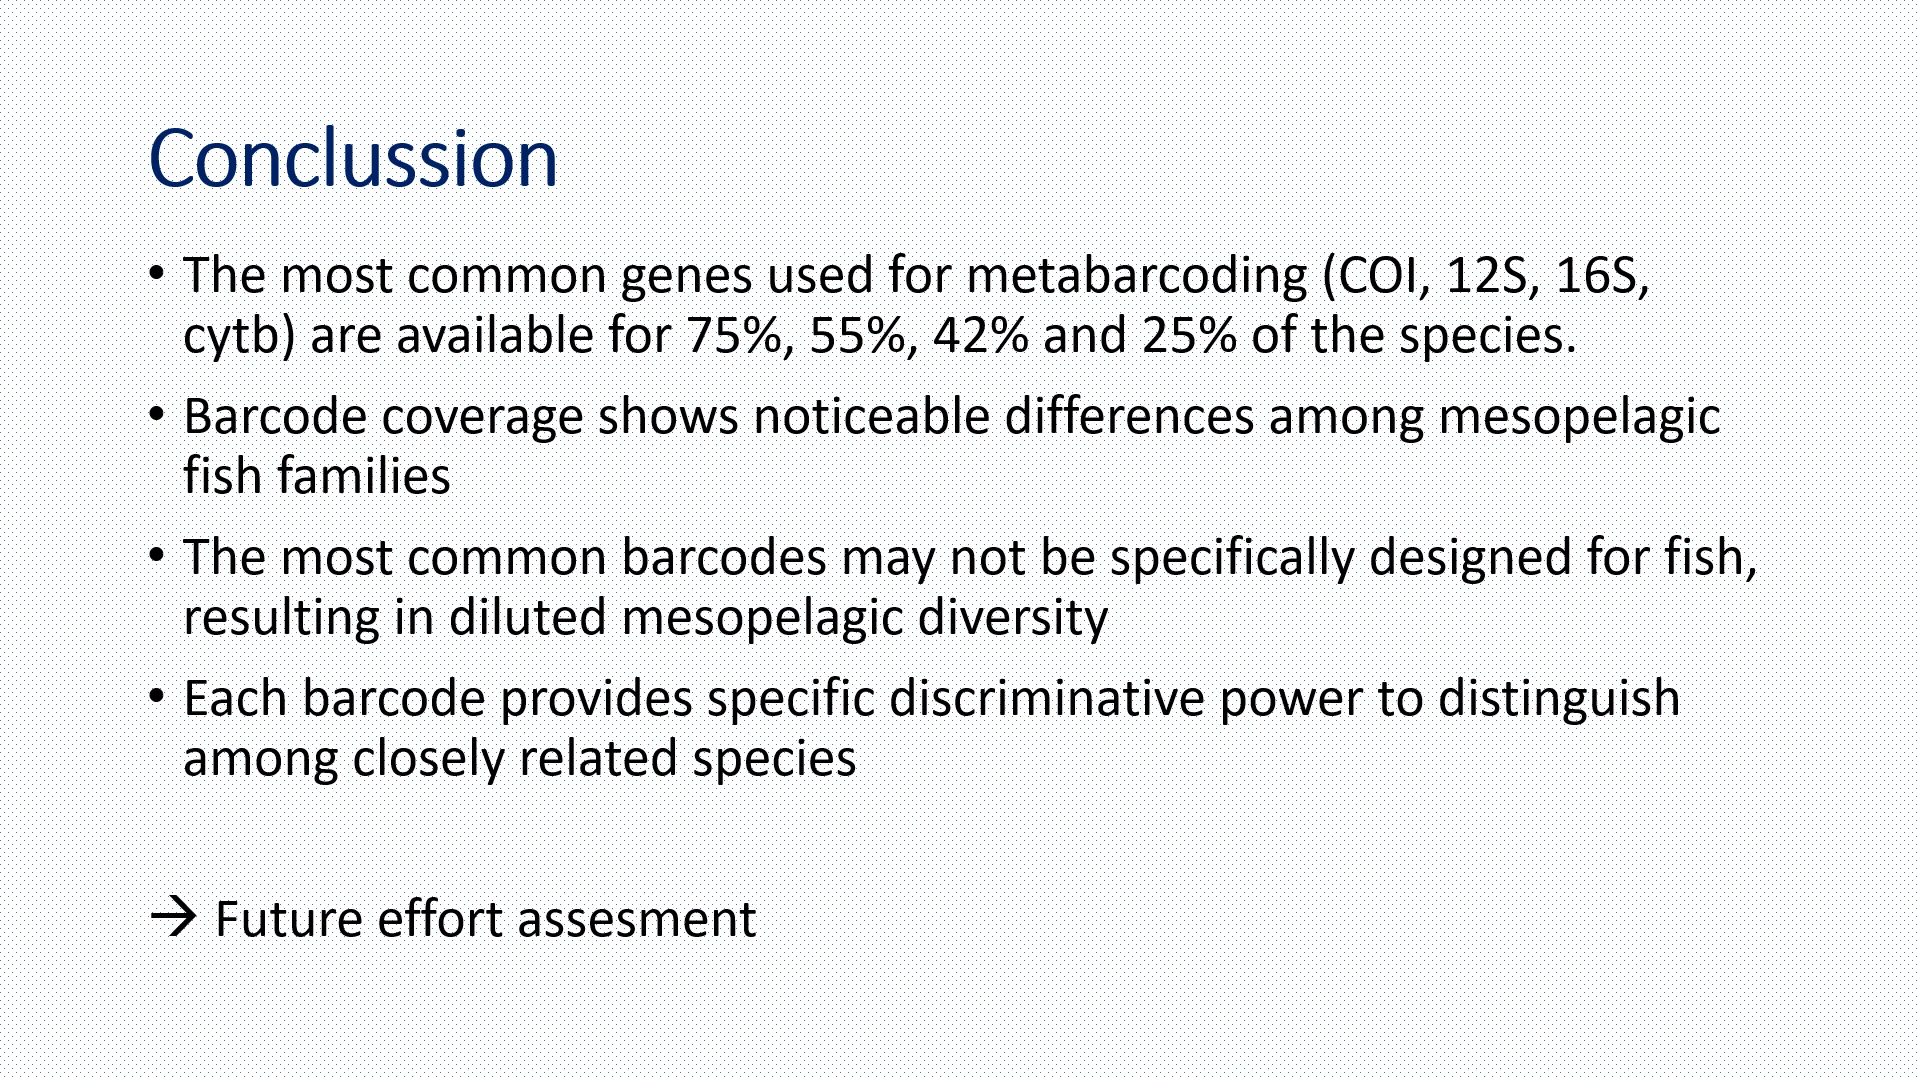 Conclussion
• The most common genes used for metabarcoding (COI, 12S, 16S,
cytb) are available for 75%, 55%, 42% and 25% of the species.
• Barcode coverage shows noticeable differences among mesopelagic
fish families
• The most common barcodes may not be specifically designed for fish,
resulting in diluted mesopelagic diversity
• Each barcode provides specific discriminative power to distinguish
among closely related species
→ Future effort assesment